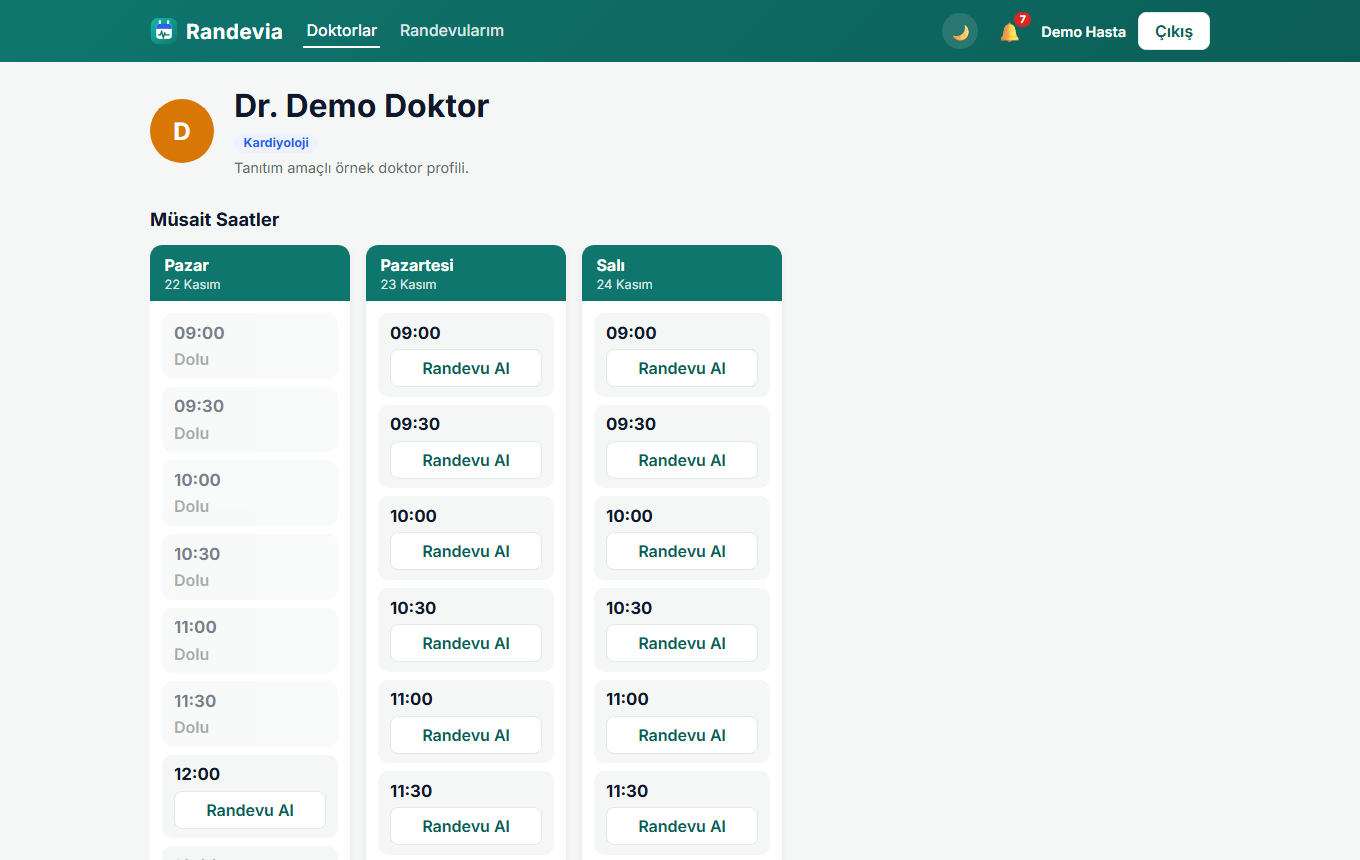 Randevia
Doktorlar
Randevularım
7
Demo Hasta
Çıkış
D
Dr. Demo Doktor
Kardiyoloji
Tanıtım amaçlı örnek doktor profili.
Müsait Saatler
Pazar
22 Kasım
09:00
Dolu
09:30
Dolu
10:00
Dolu
10:30
Dolu
11:00
Dolu
11:30
Dolu
12:00
Randevu Al
Pazartesi
23 Kasım
09:00
Randevu Al
09:30
Randevu Al
10:00
Randevu Al
10:30
Randevu Al
11:00
Randevu Al
11:30
Randevu Al
Salı
24 Kasım
09:00
Randevu Al
09:30
Randevu Al
10:00
Randevu Al
10:30
Randevu Al
11:00
Randevu Al
11:30
Randevu Al